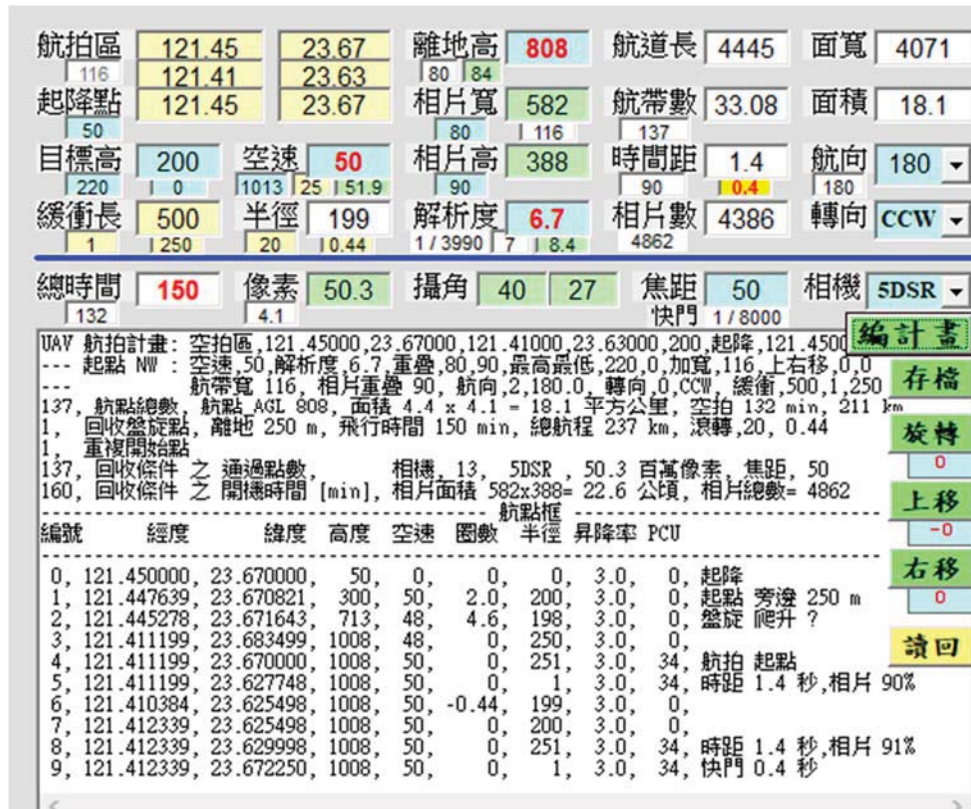 航拍區 121.45 23.67 離地高 808 航道長 4445 面寬 4071
116 121.41 23.63 80 84
起降點 121.45 23.67 相片寬 582 航帶數 33.08 面積 18.1
50 80 116 137
目標高 200 空速 50 相片高 388 時間距 1.4 航向 180
220 0 1013 25 51.9 90 90 0.4 180
緩衝長 500 半徑 199 解析度 6.7 相片數 4386 轉向 CCW
1 250 20 0.44 1 / 3990 7 8.4 4862
總時間 150 像素 50.3 攝角 40 27 焦距 50 相機 5DSR
132 4.1 快門 1 / 8000
編計畫
UAV 航拍計畫: 空拍區,121.45000,23.67000,121.41000,23.63000,200,起降,121.4500
--- 起點 NW : 空速,50,解析度,6.7,重疊,80,90,最高最低,220,0,加寬,116,上右移,0,0
--- 航帶寬 116, 相片重疊 90, 航向,2,180.0, 轉向,0,CCW, 緩衝,500,1,250
存檔
137, 航點總數, 航點_AGL 808, 面積 4.4 x 4.1 = 18.1 平方公里, 空拍 132 min, 211 km
1, 回收盤旋點, 離地 250 m, 飛行時間 150 min, 總航程 237 km, 滾轉,20, 0.44
旋轉
1, 重複開始點
137, 回收條件 之 通過點數, 相機, 13, 5DSR , 50.3 百萬像素, 焦距, 50
0
160, 回收條件 之 開機時間 [min], 相片面積 582x388= 22.6 公頃, 相片總數= 4862
上移
---------- 航點框 ----------
編號 經度 緯度 高度 空速 圈數 半徑 昇降率 PCU
-0
右移
0, 121.450000, 23.670000, 50, 0, 0, 0, 3.0, 0, 起降
1, 121.447639, 23.670821, 300, 50, 2.0, 200, 3.0, 0, 起點 旁邊 250 m
0
2, 121.445278, 23.671643, 713, 48, 4.6, 198, 3.0, 0, 盤旋 爬升 ?
3, 121.411199, 23.683499, 1008, 48, 0, 250, 3.0, 0,
讀回
4, 121.411199, 23.670000, 1008, 50, 0, 251, 3.0, 34, 航拍 起點
5, 121.411199, 23.627748, 1008, 50, 0, 1, 3.0, 34, 時距 1.4 秒,相片 90%
6, 121.410384, 23.625498, 1008, 50, -0.44, 199, 3.0, 0,
7, 121.412339, 23.625498, 1008, 50, 0, 200, 3.0, 0,
8, 121.412339, 23.629998, 1008, 50, 0, 251, 3.0, 34, 時距 1.4 秒,相片 91%
9, 121.412339, 23.672250, 1008, 50, 0, 1, 3.0, 34, 快門 0.4 秒